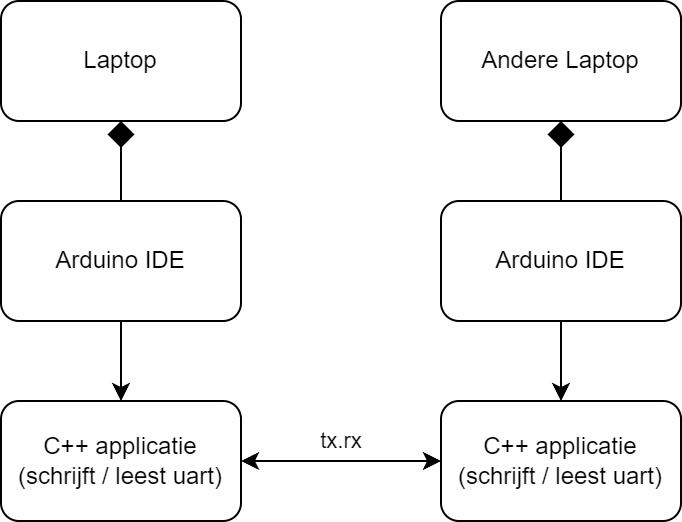 Laptop
Andere Laptop
Arduino IDE
Arduino IDE
C++ applicatie
(schrijft / leest uart)
tx.rx
C++ applicatie
(schrijft / leest uart)